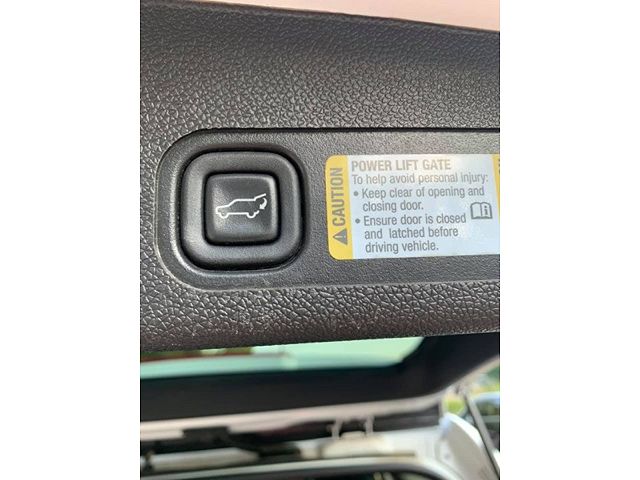 CAUTION
POWER LIFT GATE
To help avoid personal injury:
• Keep clear of opening and
closing door.
• Ensure door is closed
and latched before
driving vehicle.